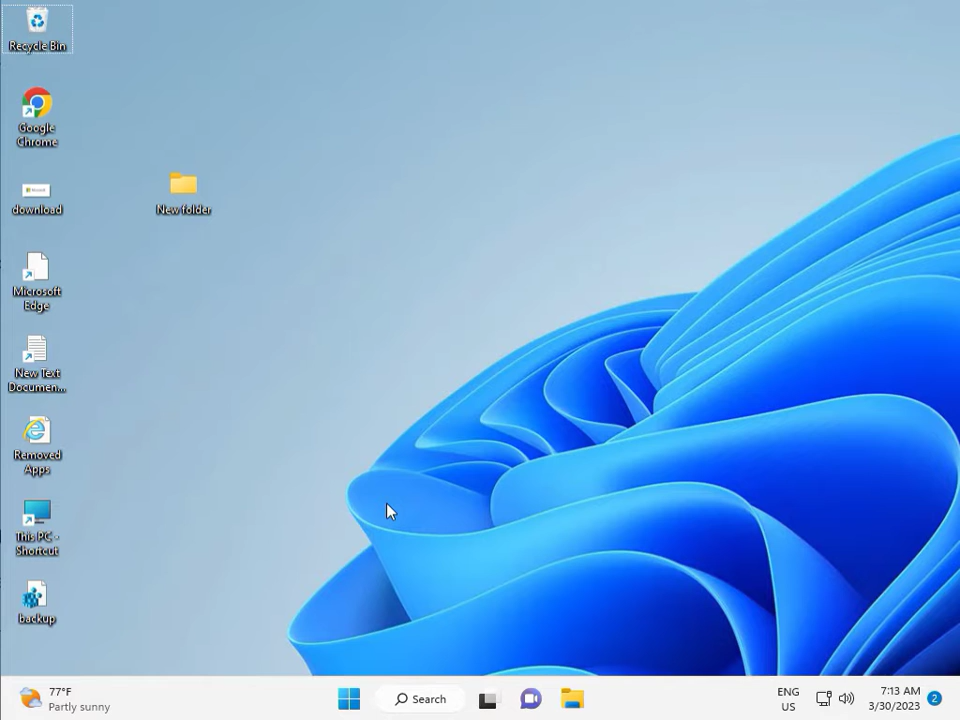 Recycle Bin
Google
Chrome
download
New folder
Microsoft
Edge
New Text
Documen...
Removed
Apps
This PC -
Shortcut
backup
77°F
Partly sunny
Search
ENG
US
7:13 AM
3/30/2023
2